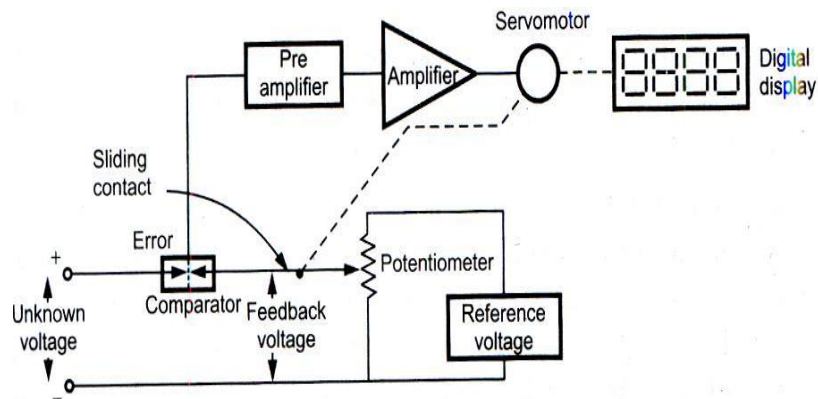 Servomotor
Pre
amplifier
Amplifier
Digital
display
Sliding
contact
Error
+
Comparator
Potentiometer
Unknown
voltage
Feedback
voltage
Reference
voltage
–